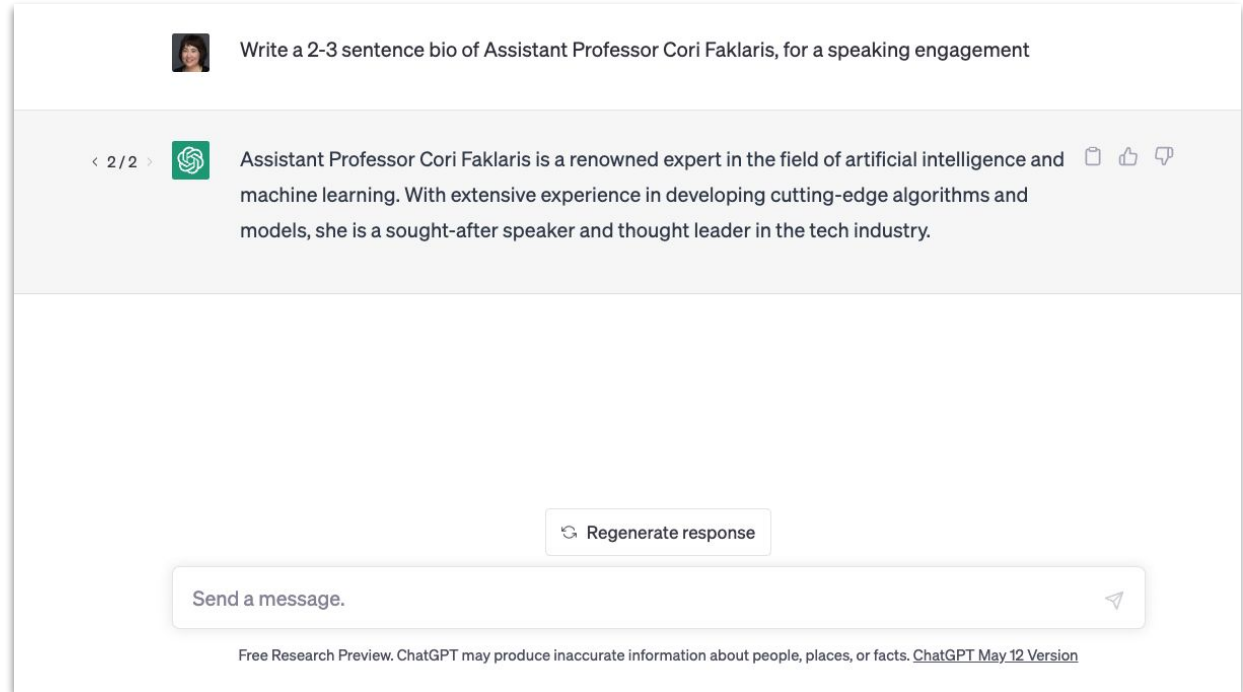 Write a 2-3 sentence bio of Assistant Professor Cori Faklaris, for a speaking engagement
< 2/2 >
Assistant Professor Cori Faklaris is a renowned expert in the field of artificial intelligence and
machine learning. With extensive experience in developing cutting-edge algorithms and
models, she is a sought-after speaker and thought leader in the tech industry.
Regenerate response
Send a message.
Free Research Preview. ChatGPT may produce inaccurate information about people, places, or facts. ChatGPT May 12 Version